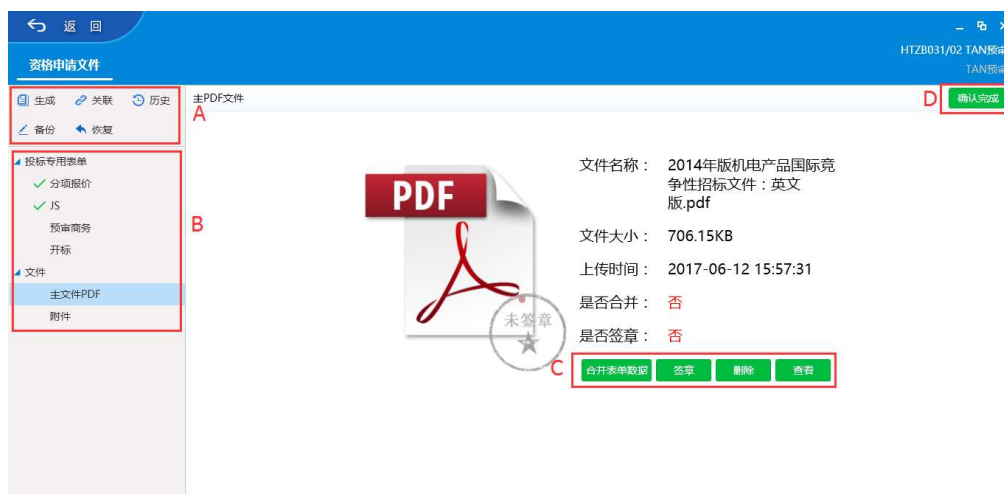 返 回
HTZB031/02 TAN预审
资格申请文件
TAN预审
生成 关联 历史
备份 恢复
A
主PDF文件
D
确认完成
投标专用表单
分项报价
JS
预审商务
开标
文件
主文件PDF
附件
B
PDF
未签章
文件名称： 2014年版机电产品国际竞
争性招标文件：英文
版.pdf
文件大小： 706.15KB
上传时间： 2017-06-12 15:57:31
是否合并： 否
是否签章： 否
C
合并表单数据 签章 删除 查看